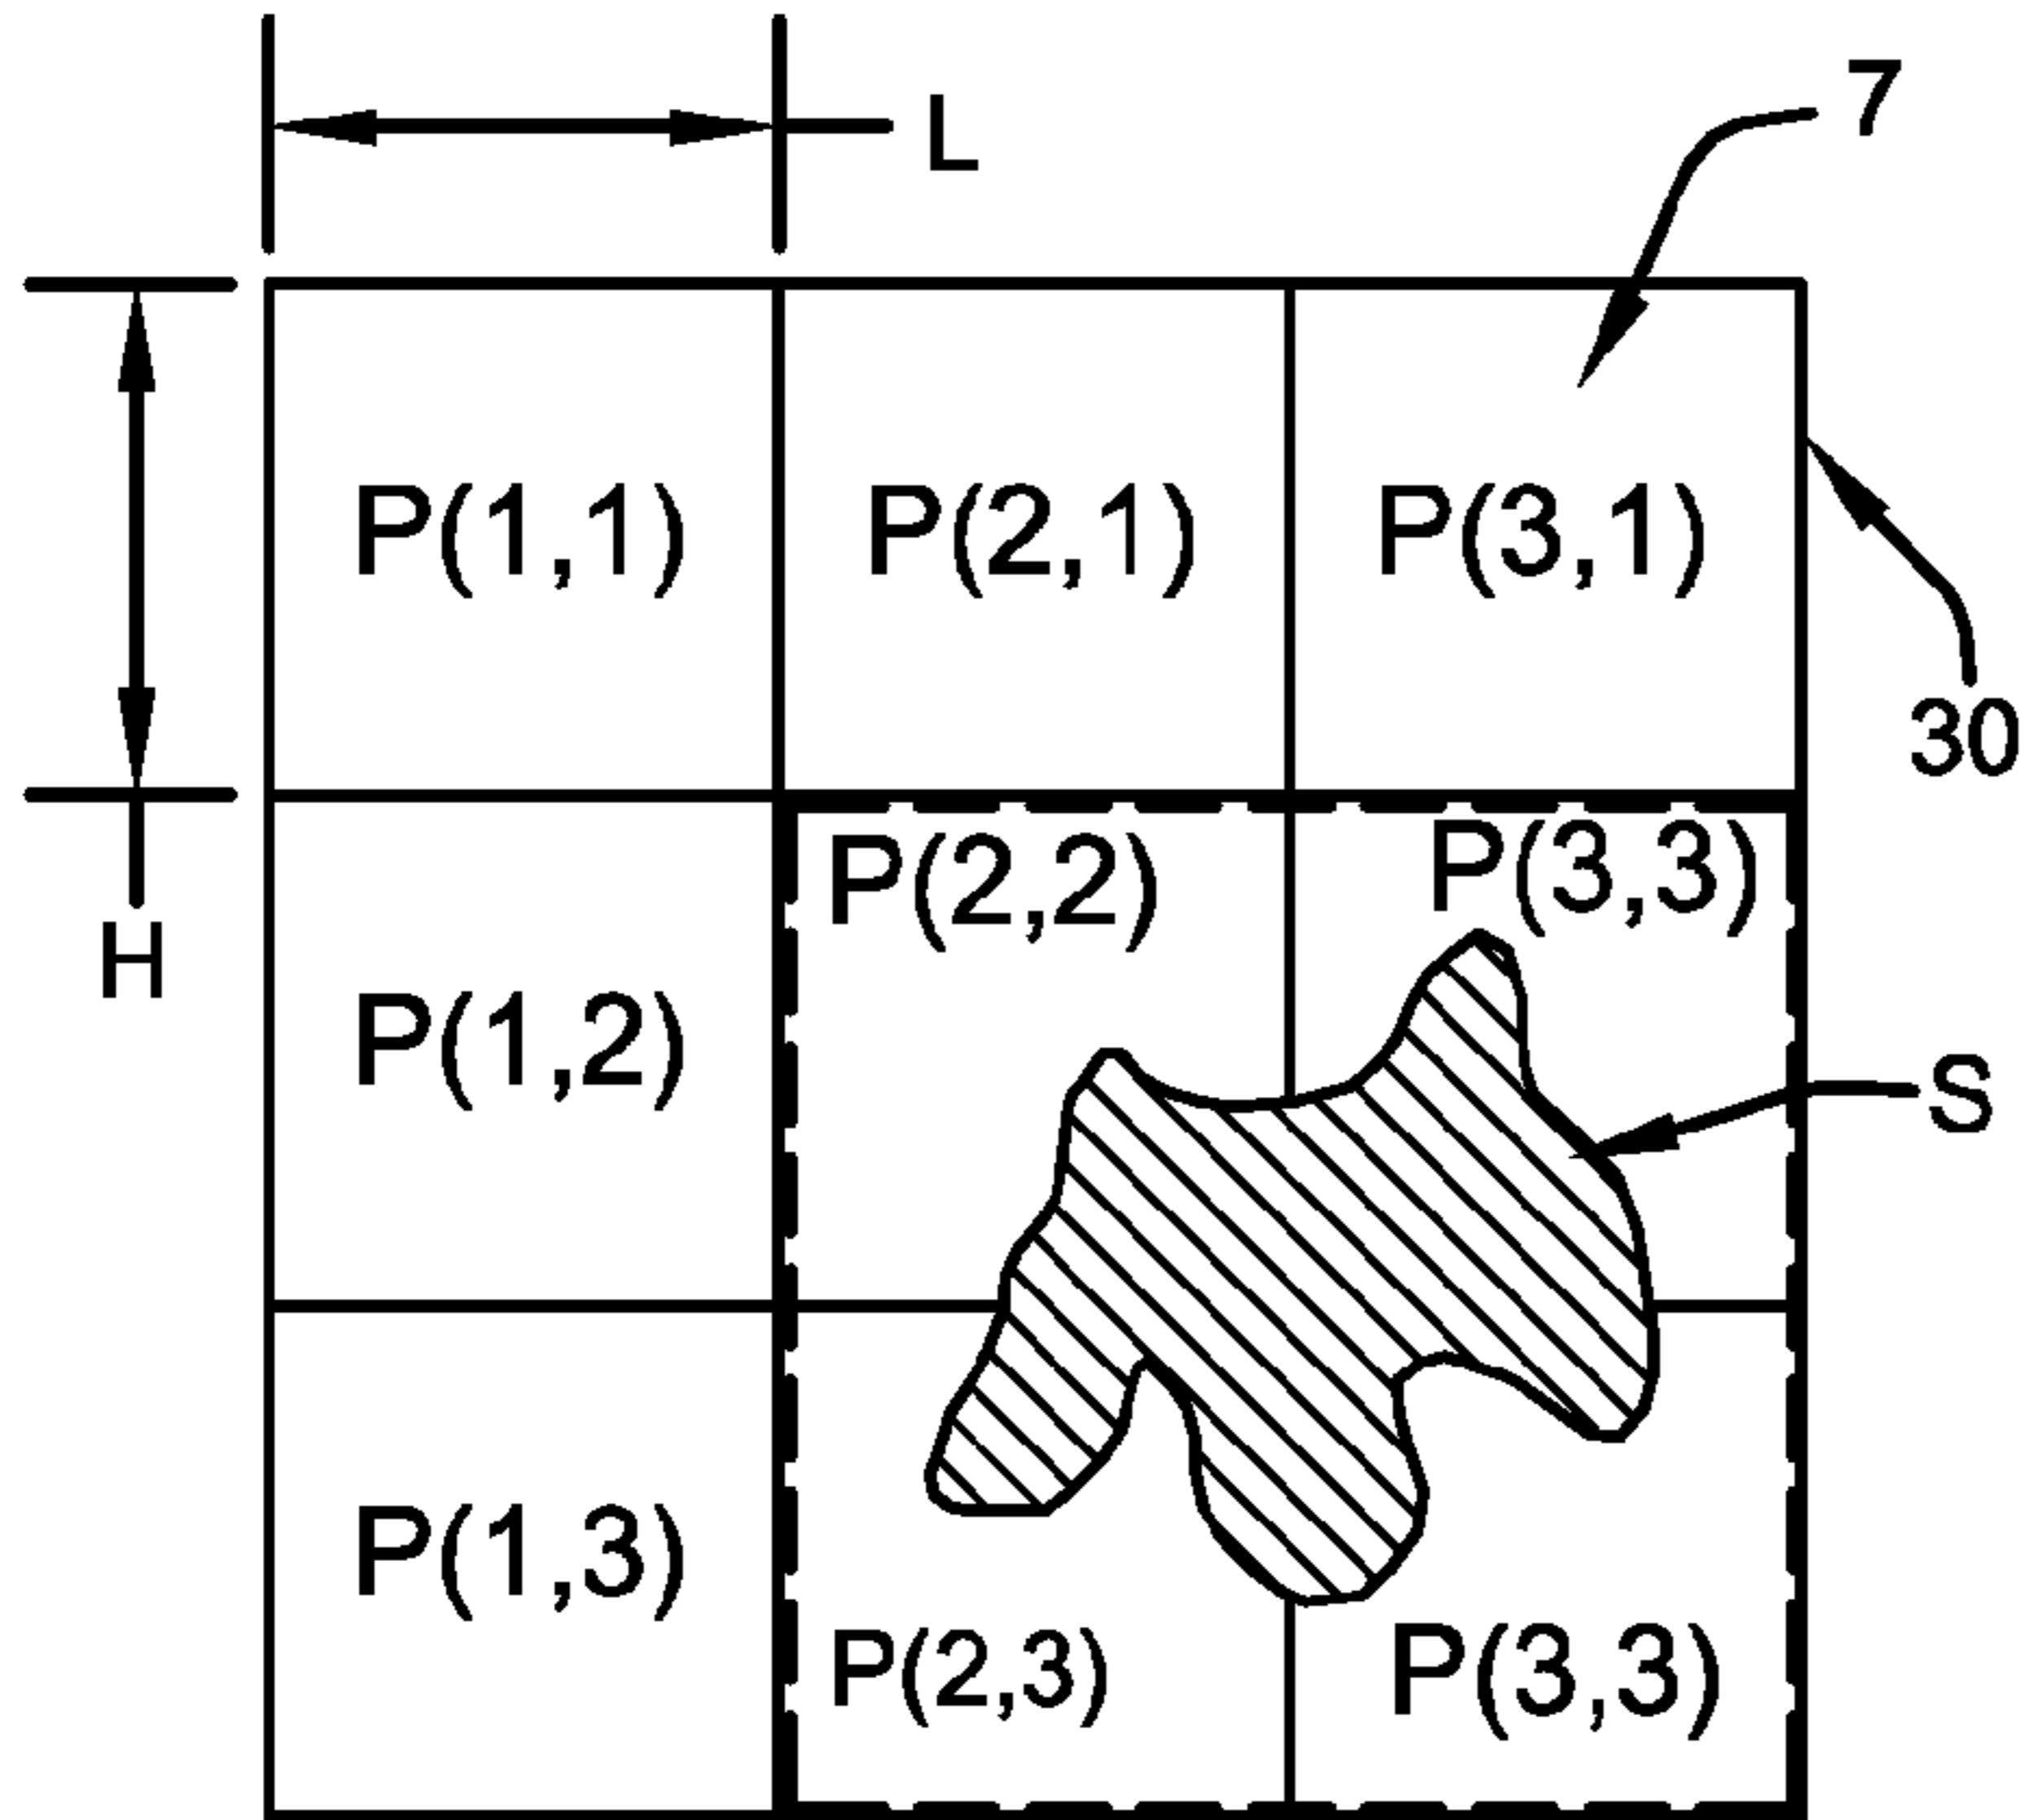 L
7
P(1,1) P(2,1) P(3,1)
30
P(2,2) P(3,3)
H
P(1,2)
S
P(1,3)
P(2,3) P(3,3)